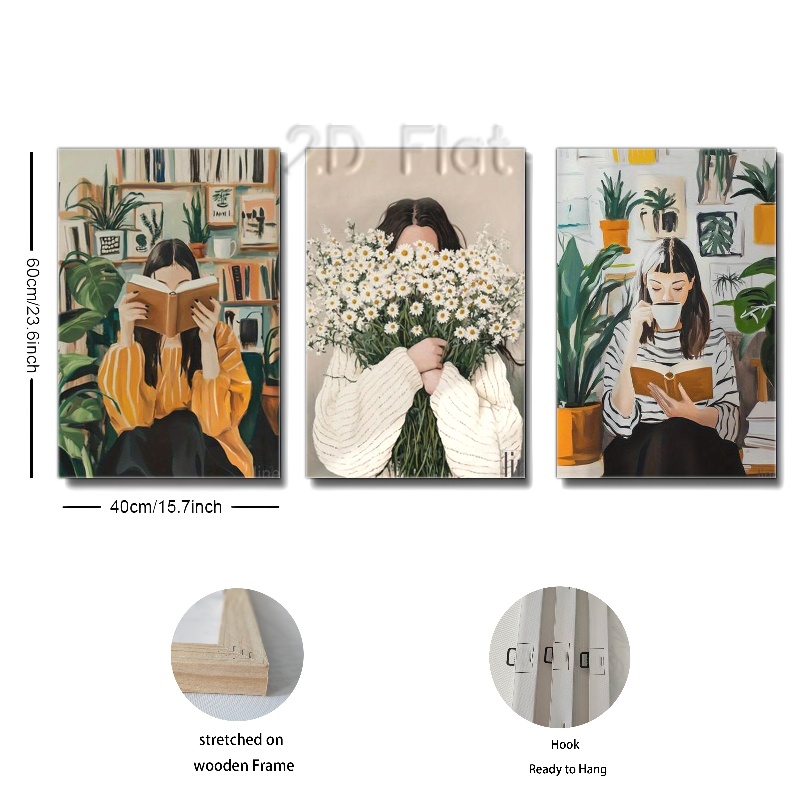 2D Flat
60cm/23.6inch
40cm/15.7inch
stretched on
wooden Frame
Hook
Ready to Hang